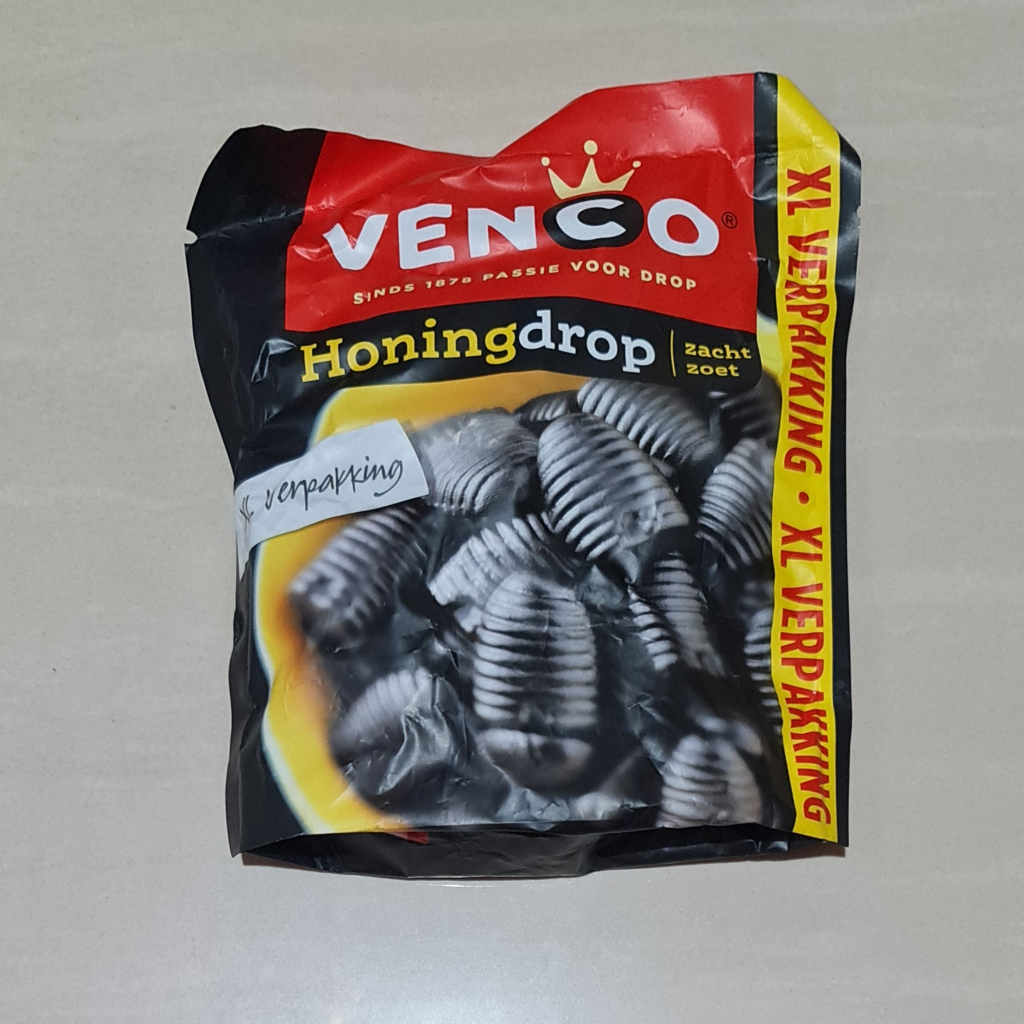 VENCO®
SINDS 1878 PASSIE VOOR DROP
Honingdrop
zacht
zoet
XL verpakking
XL VERPAKKING • XL VERPAKKING